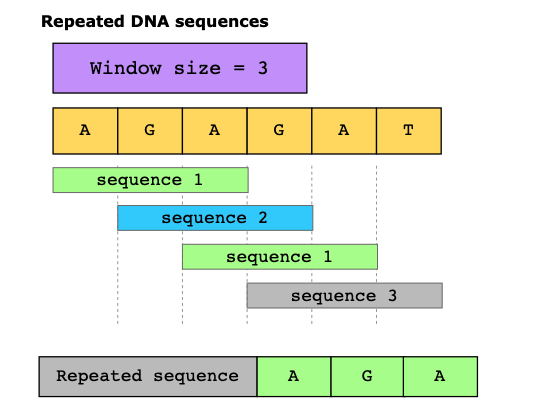 Repeated DNA sequences
Window size = 3
A G A G A T
sequence 1
sequence 2
sequence 1
sequence 3
Repeated sequence A G A